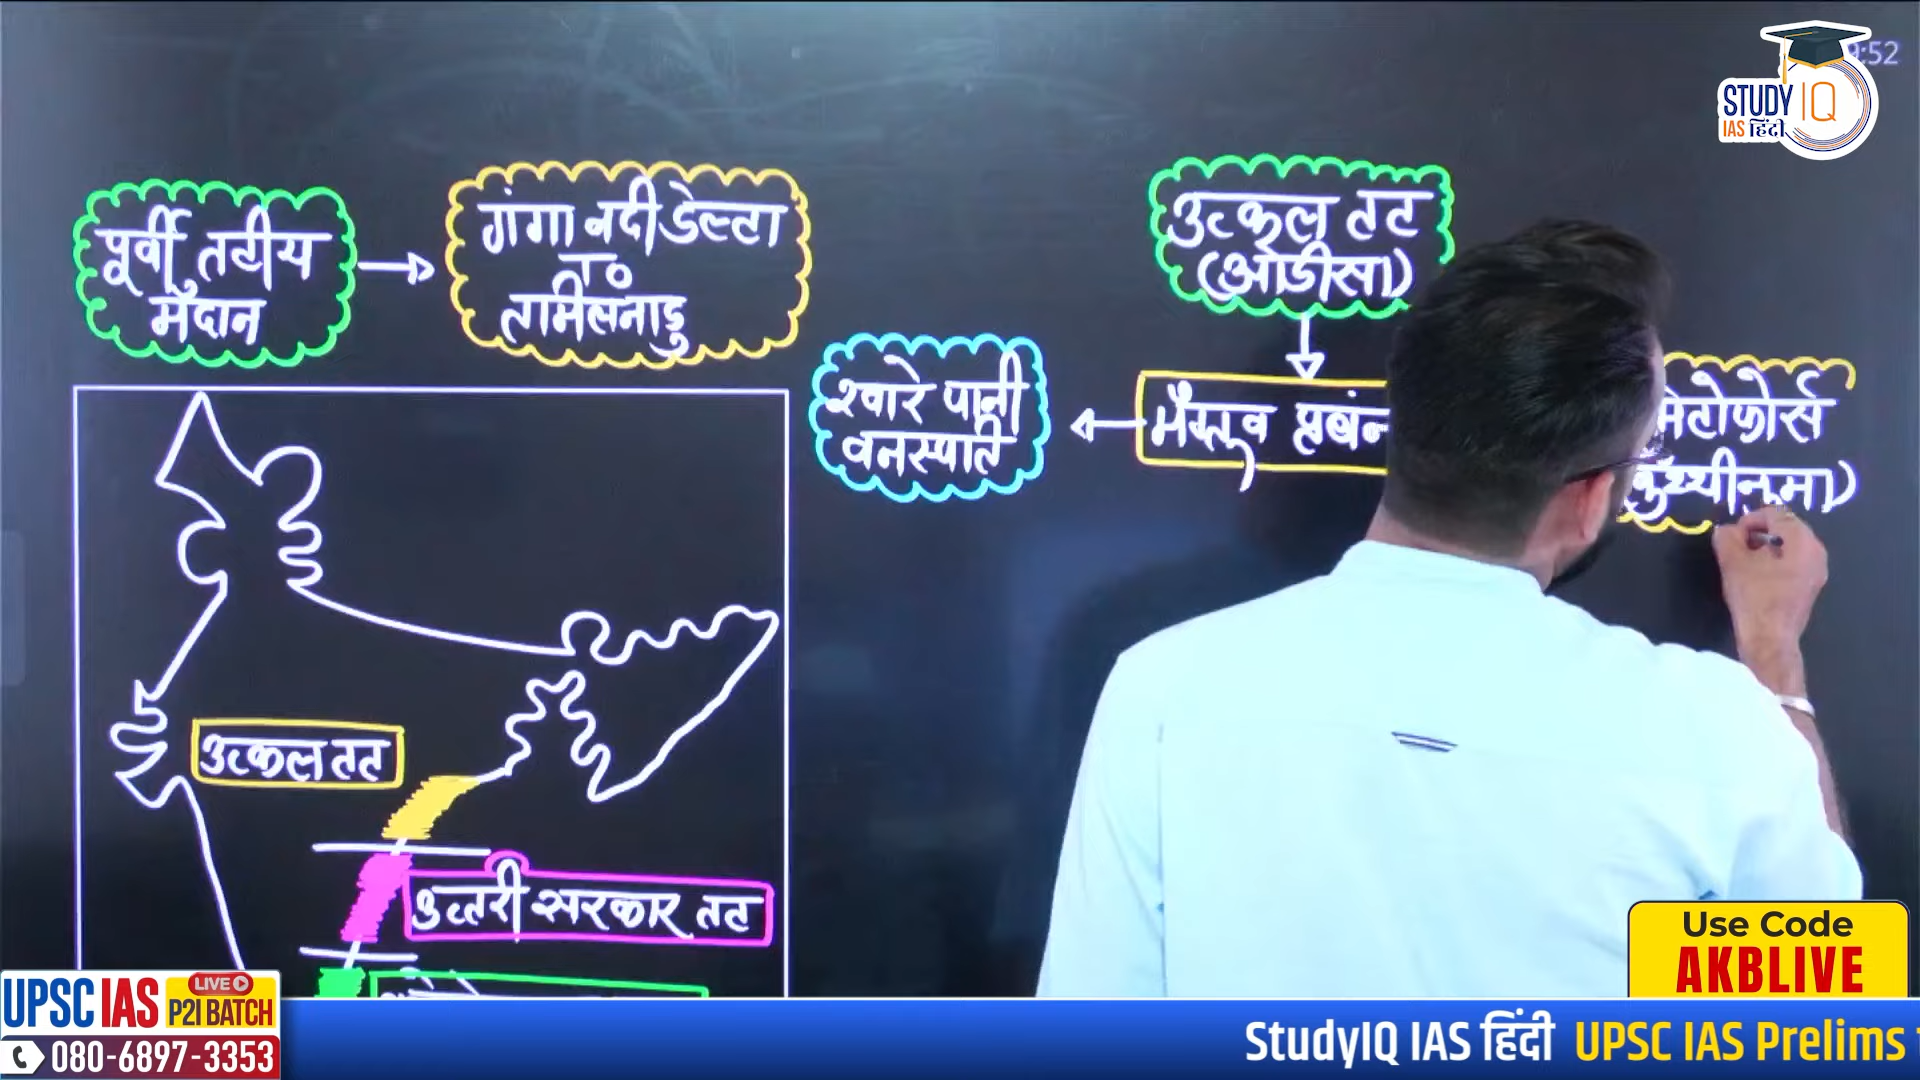 पूर्वी तटीय
मैदान
गंगा नदी डेल्टा
To
तमिलनाडु
उत्कल तट
(ओडीसा)
खारे पानी
वनस्पति
मैंग्रूव
उत्कल तट
उत्तरी सरकार तट
STUDY IQ
IAS हिंदी
:52
Use Code
AKBLIVE
UPSC IAS
LIVE
P2I BATCH
080-6897-3353
StudyIQ IAS हिंदी UPSC IAS Prelims